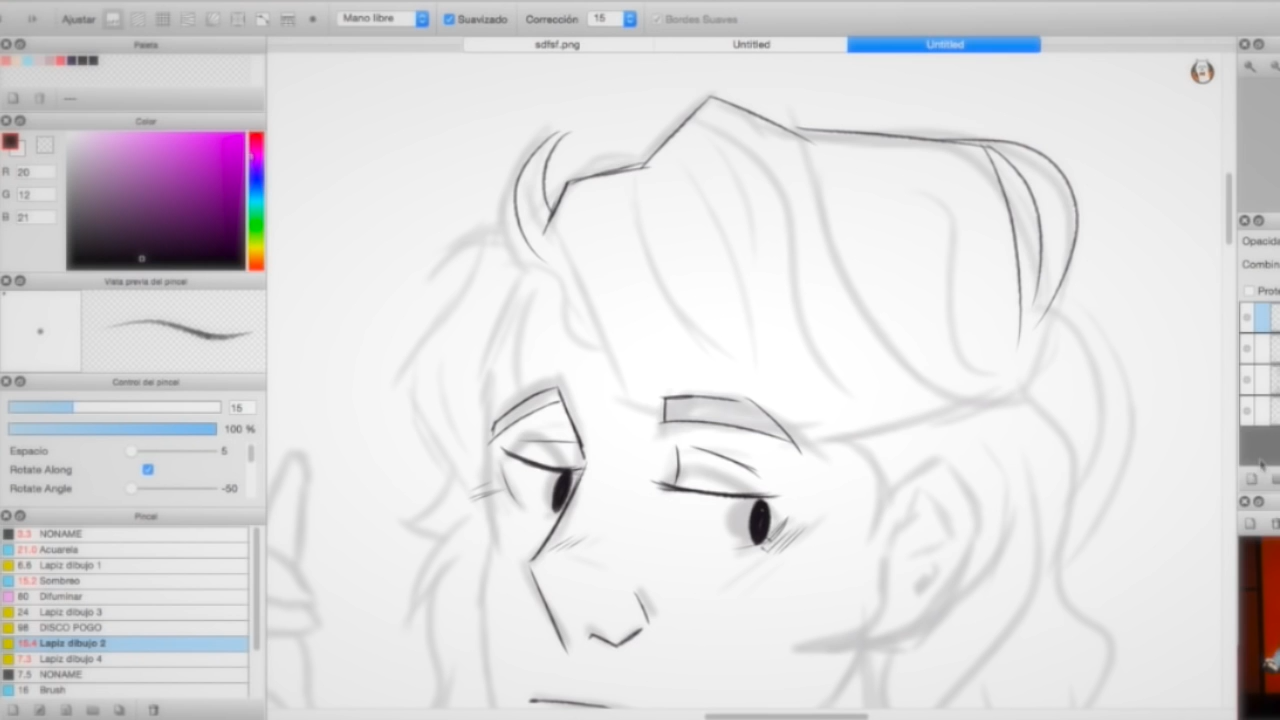 Ajustar Mano libre Suavizado Corrección 15 Bordes Suaves
Paleta
sdfsf.png Untitled Untitled
Color
R 20
G 12
B 21
Vista previa del pincel
Control del pincel
15
100 %
Espacio 5
Rotate Along
Rotate Angle -50
Pincel
3.3 NONAME
21.0 Acuarela
6.6 Lapiz dibujo 1
15.2 Sombreo
60 Difuminar
24 Lapiz dibujo 3
98 DISCO POGO
15.4 Lapiz dibujo 2
7.3 Lapiz dibujo 4
7.5 NONAME
16 Brush
Opacida
Combin
Prote